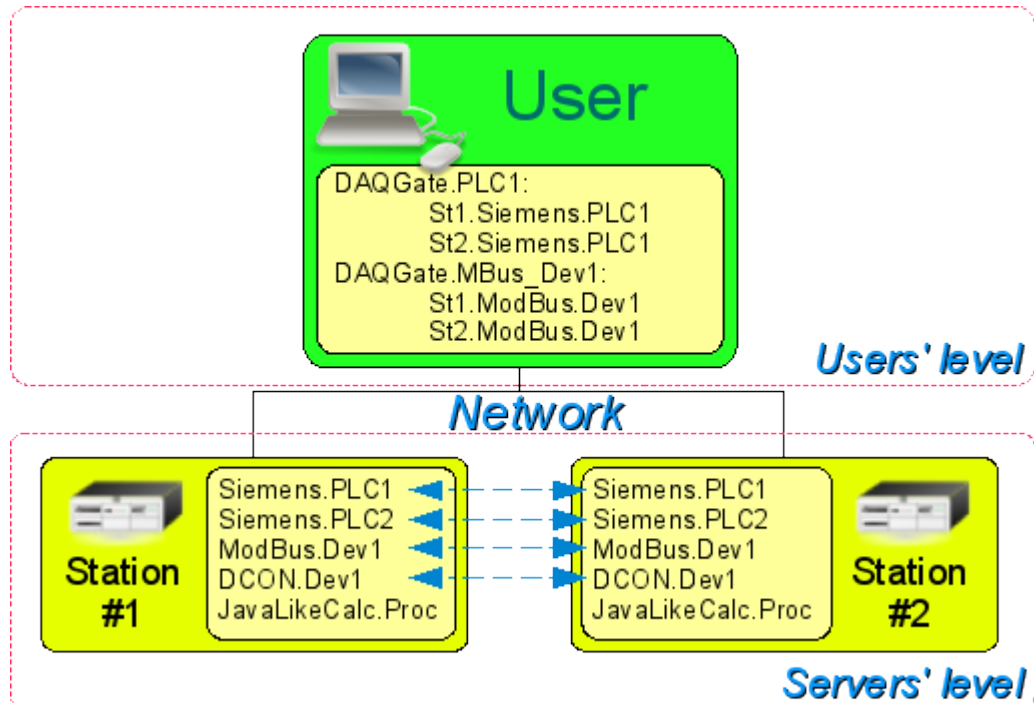 User
DAQGate.PLC1:
St1.Siemens.PLC1
St2.Siemens.PLC1
DAQGate.MBus_Dev1:
St1.ModBus.Dev1
St2.ModBus.Dev1
Users' level
Network
Station
#1
Siemens.PLC1
Siemens.PLC2
ModBus.Dev1
DCON.Dev1
JavaLikeCalc.Proc
Siemens.PLC1
Siemens.PLC2
ModBus.Dev1
DCON.Dev1
JavaLikeCalc.Proc
Station
#2
Servers' level